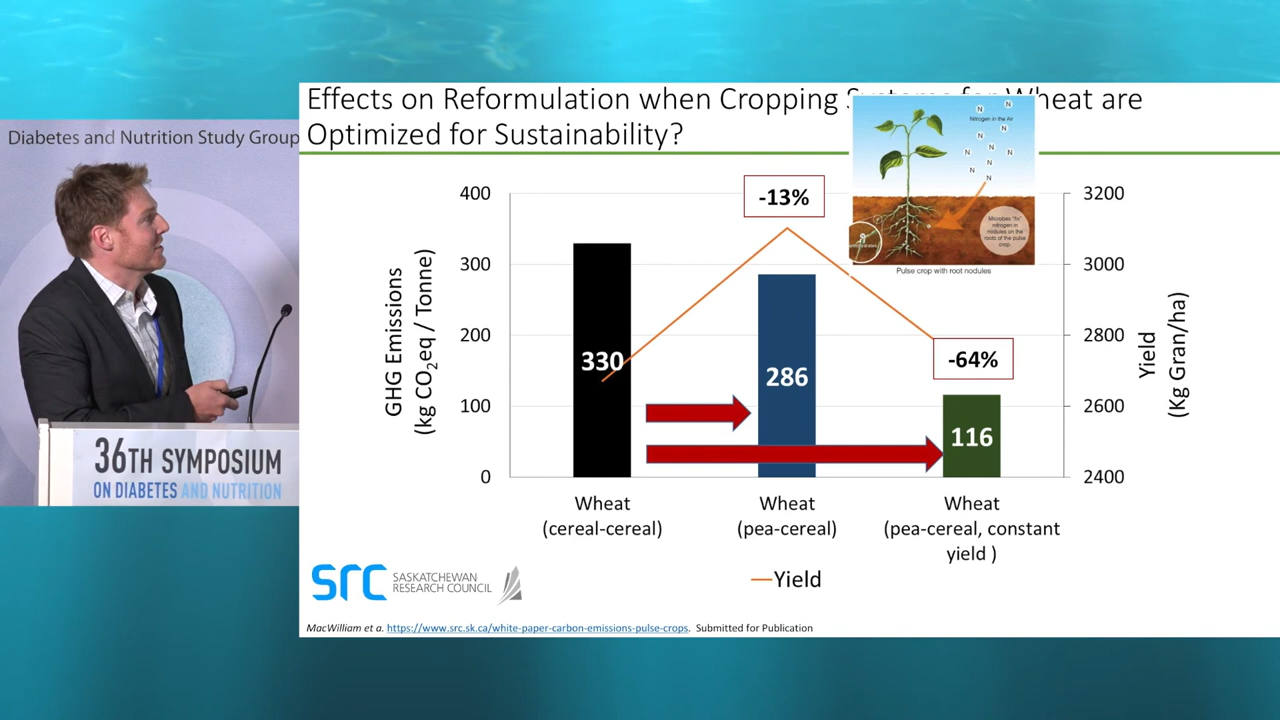 Effects on Reformulation when Cropping Systems for Wheat are
Optimized for Sustainability?
Diabetes and Nutrition Study Group
36TH SYMPOSIUM
ON DIABETES AND NUTRITION
GHG Emissions
(kg CO2eq / Tonne)
400
300
200
100
0
330
286
116
-13%
-64%
3200
3000
2800
2600
2400
Yield
(Kg Gran/ha)
N
N
Nitrogen in the Air
N
N
N
N
N
N
N
N
Microbes "fix"
nitrogen in
nodules on the
roots of the pulse
crop.
Pulse crop with root nodules
Wheat
(cereal-cereal)
Wheat
(pea-cereal)
Wheat
(pea-cereal, constant
yield )
Yield
src
SASKATCHEWAN
RESEARCH COUNCIL
MacWilliam et a. https://www.src.sk.ca/white-paper-carbon-emissions-pulse-crops. Submitted for Publication